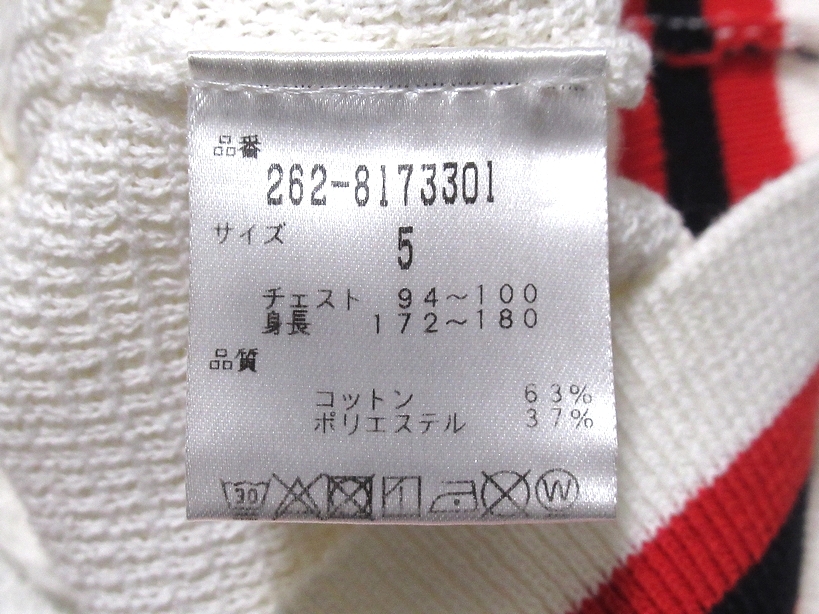 品番
262-8173301
サイズ 5
チェスト 94～100
身長 172～180
品質
コットン 63%
ポリエステル 37%
30 W